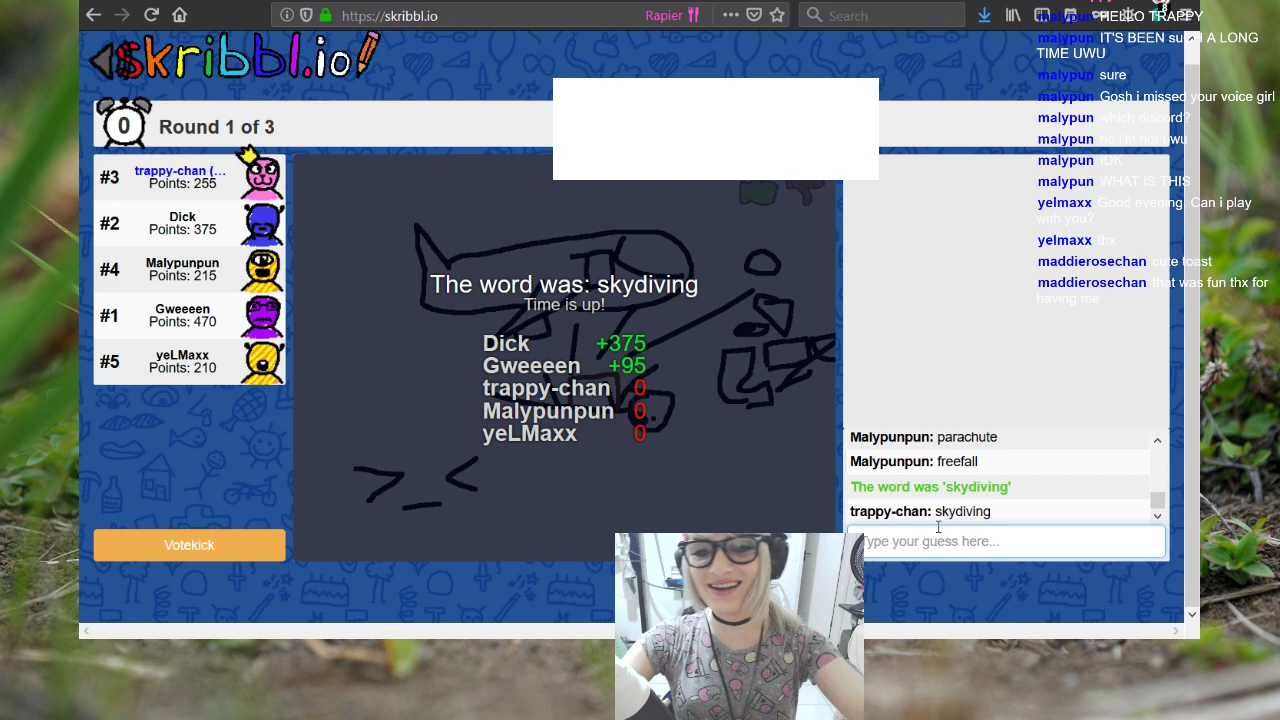 https://skribbl.io
Rapier
Search
skribbl.io
0
Round 1 of 3
#3
trappy-chan (...
Points: 255
#2
Dick
Points: 375
#4
Malypunpun
Points: 215
#1
Gweeeen
Points: 470
#5
yeLMaxx
Points: 210
Votekick
The word was: skydiving
Time is up!
Dick +375
Gweeeen +95
trappy-chan 0
Malypunpun 0
yeLMaxx 0
>_<
malypun HELLO TRAPPY
malypun IT'S BEEN A LONG
TIME UWU
malypun sure
malypun Gosh i missed your voice girl
malypun which discord?
malypun no i'm not uwu
malypun IDK
malypun WHAT IS THIS
yelmaxx Good evening. Can i play
with you?
yelmaxx thx
maddierosechan cute toast
maddierosechan that was fun thx for
having me
Malypunpun: parachute
Malypunpun: freefall
The word was 'skydiving'
trappy-chan: skydiving
Type your guess here...